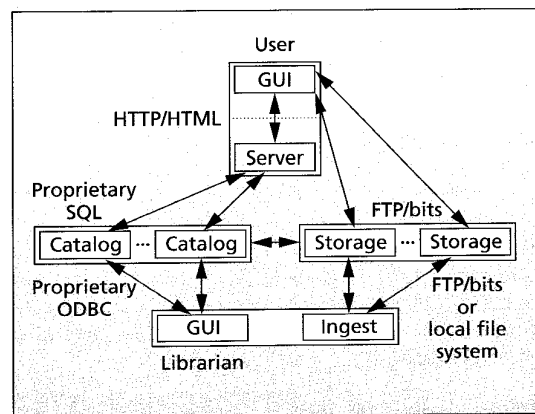 User
GUI
HTTP/HTML
Server
Proprietary
SQL
FTP/bits
Catalog ... Catalog
Storage ... Storage
Proprietary
ODBC
FTP/bits
or
local file
system
GUI
Ingest
Librarian